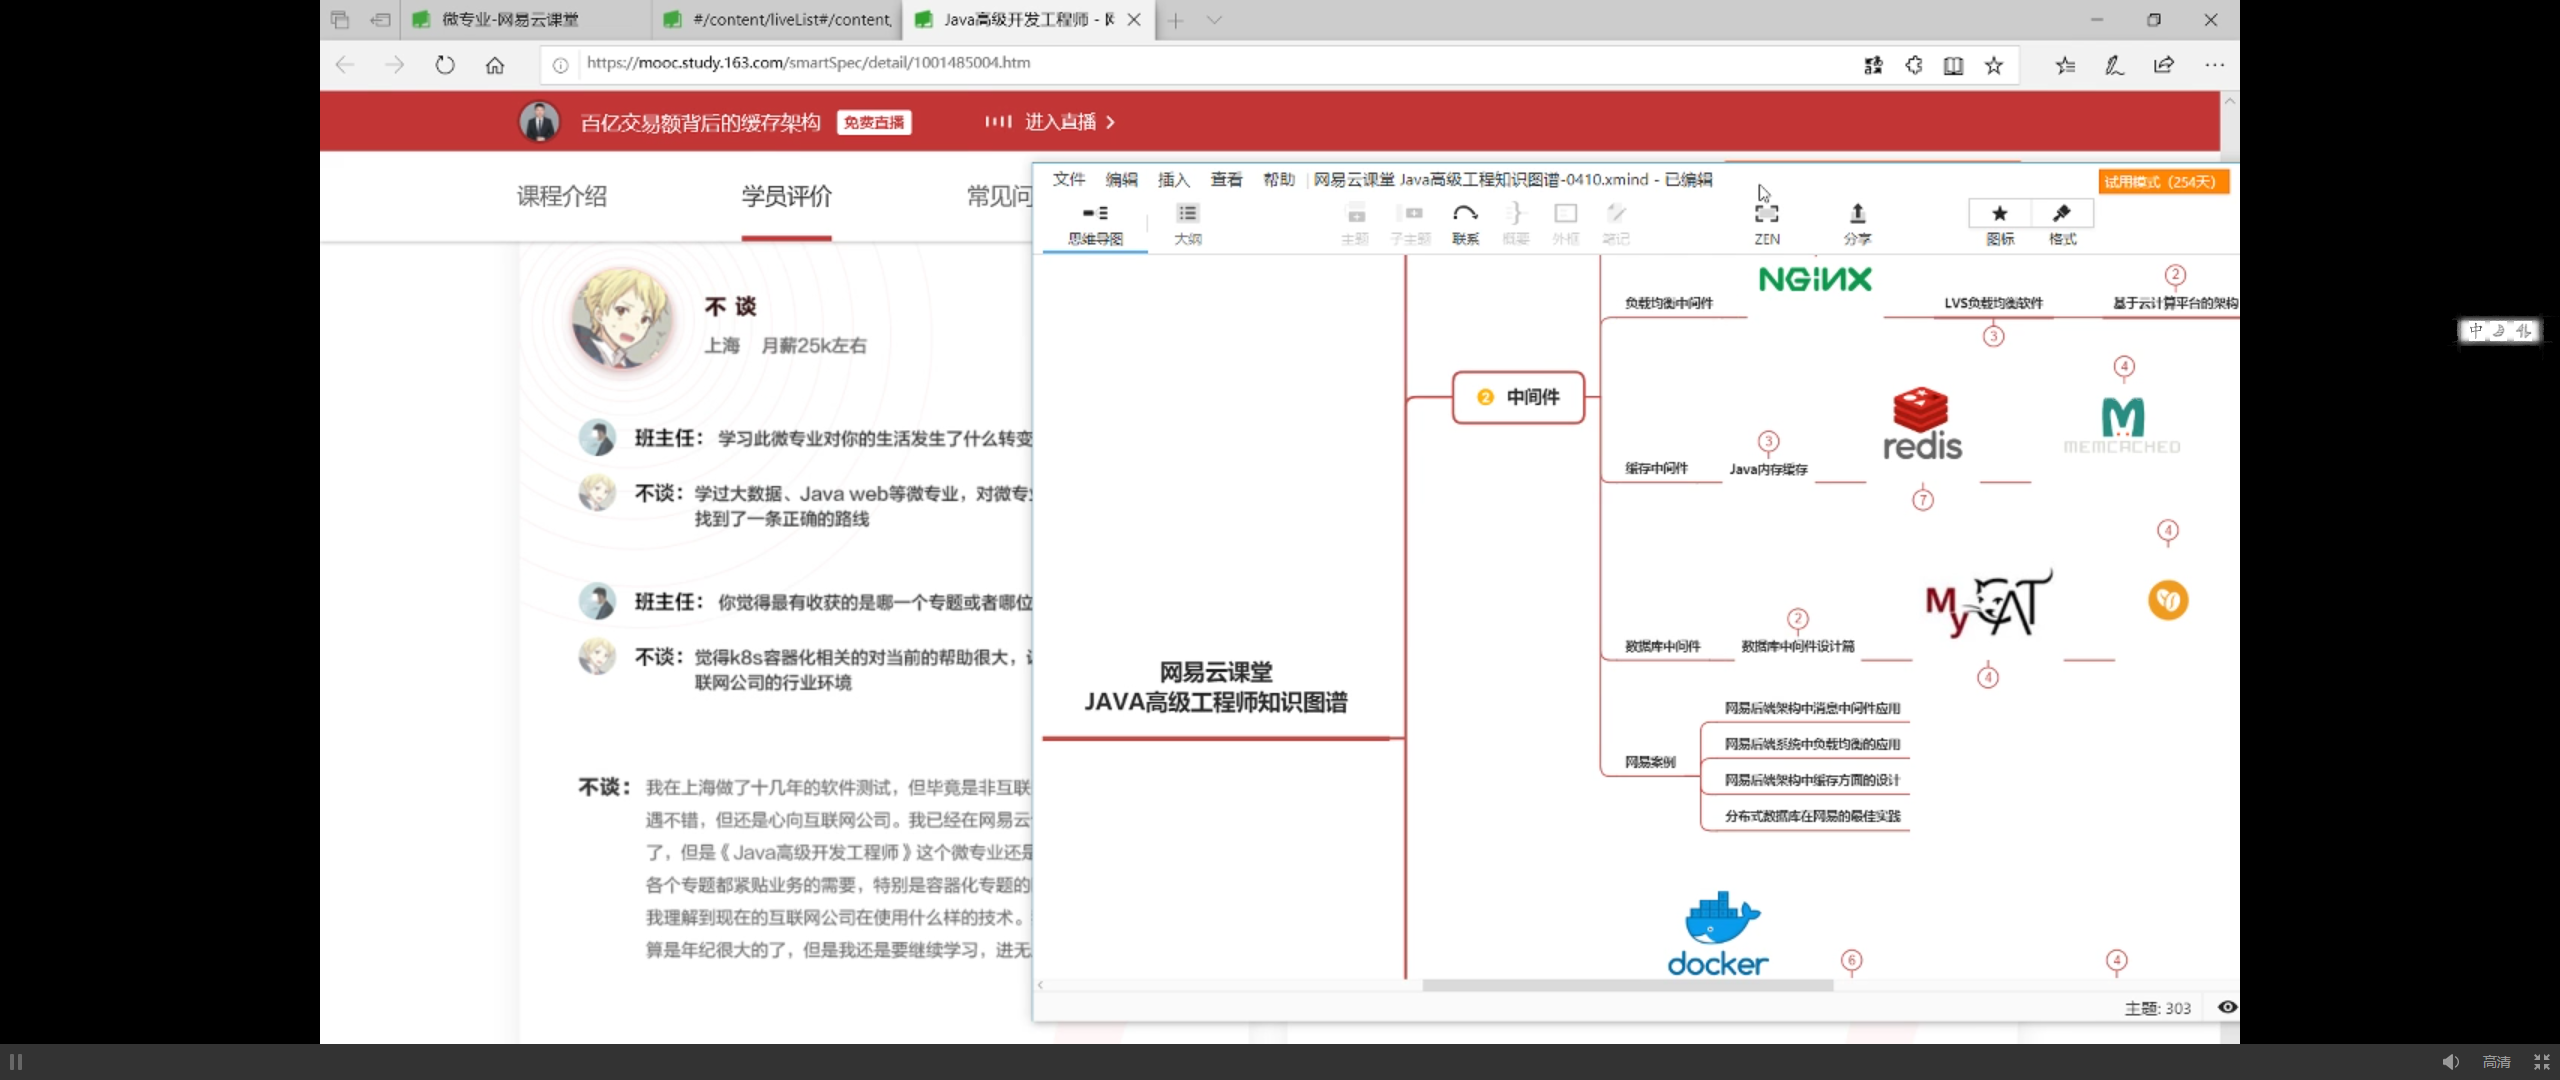 微专业-网易云课堂
#/content/liveList#/content,
Java高级开发工程师 - 网
https://mooc.study.163.com/smartSpec/detail/1001485004.htm
百亿交易额背后的缓存架构 免费直播 进入直播
课程介绍 学员评价 常见问
不 谈
上海 月薪25k左右
班主任： 学习此微专业对你的生活发生了什么转变
不谈： 学过大数据、Java web等微专业，对微专
找到了一条正确的路线
班主任： 你觉得最有收获的是哪一个专题或者哪位
不谈： 觉得k8s容器化相关的对当前的帮助很大，
联网公司的行业环境
不谈： 我在上海做了十几年的软件测试，但毕竟是非互联
遇不错，但还是心向互联网公司。我已经在网易云
了，但是《Java高级开发工程师》这个微专业还是
各个专题都紧贴业务的需要，特别是容器化专题的
我理解到现在的互联网公司在使用什么样的技术。
算是年纪很大的了，但是我还是要继续学习，进无
文件 编辑 插入 查看 帮助 网易云课堂 Java高级工程知识图谱-0410.xmind - 已编辑
试用模式（254天）
思维导图 大纲 主题 子主题 联系 概要 外框 笔记 ZEN 分享 图标 格式
NGiNX
2
负载均衡中间件 LVS负载均衡软件 基于云计算平台的架构
3
4
2 中间件
redis
MEMCACHED
3
缓存中间件 Java内存缓存
7
4
MyCAT
2
数据库中间件 数据库中间件设计篇
4
网易云课堂
JAVA高级工程师知识图谱
网易后端架构中消息中间件应用
网易后端系统中负载均衡的应用
网易案例
网易后端架构中缓存方面的设计
分布式数据库在网易的最佳实践
docker
6
4
主题: 303
中
高清